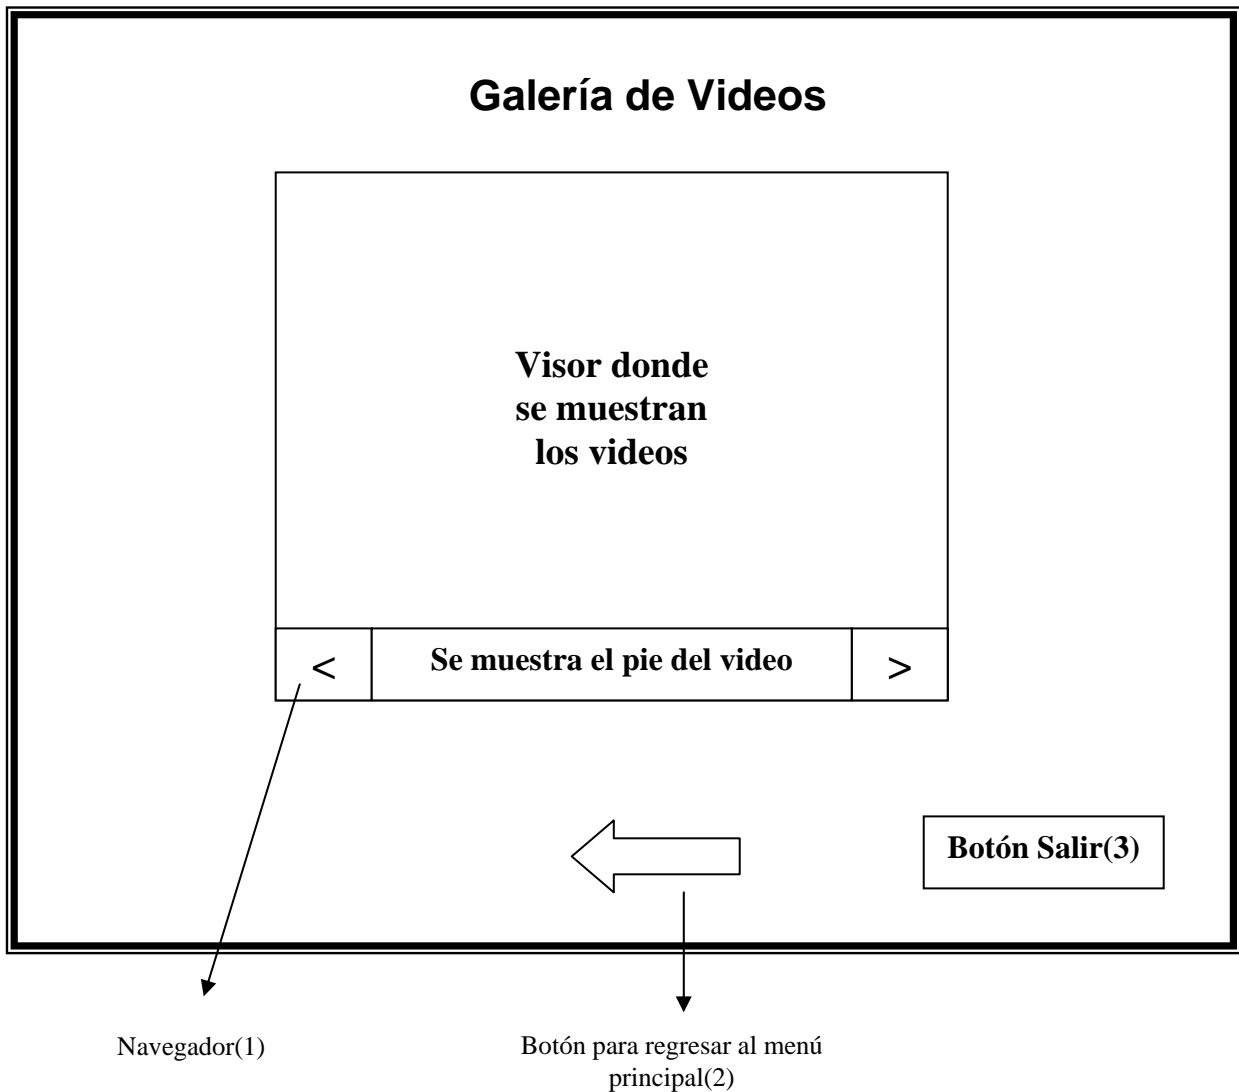 Galería de Videos
Visor donde
se muestran
los videos
< Se muestra el pie del video >
Botón Salir(3)
Navegador(1)
Botón para regresar al menú
principal(2)